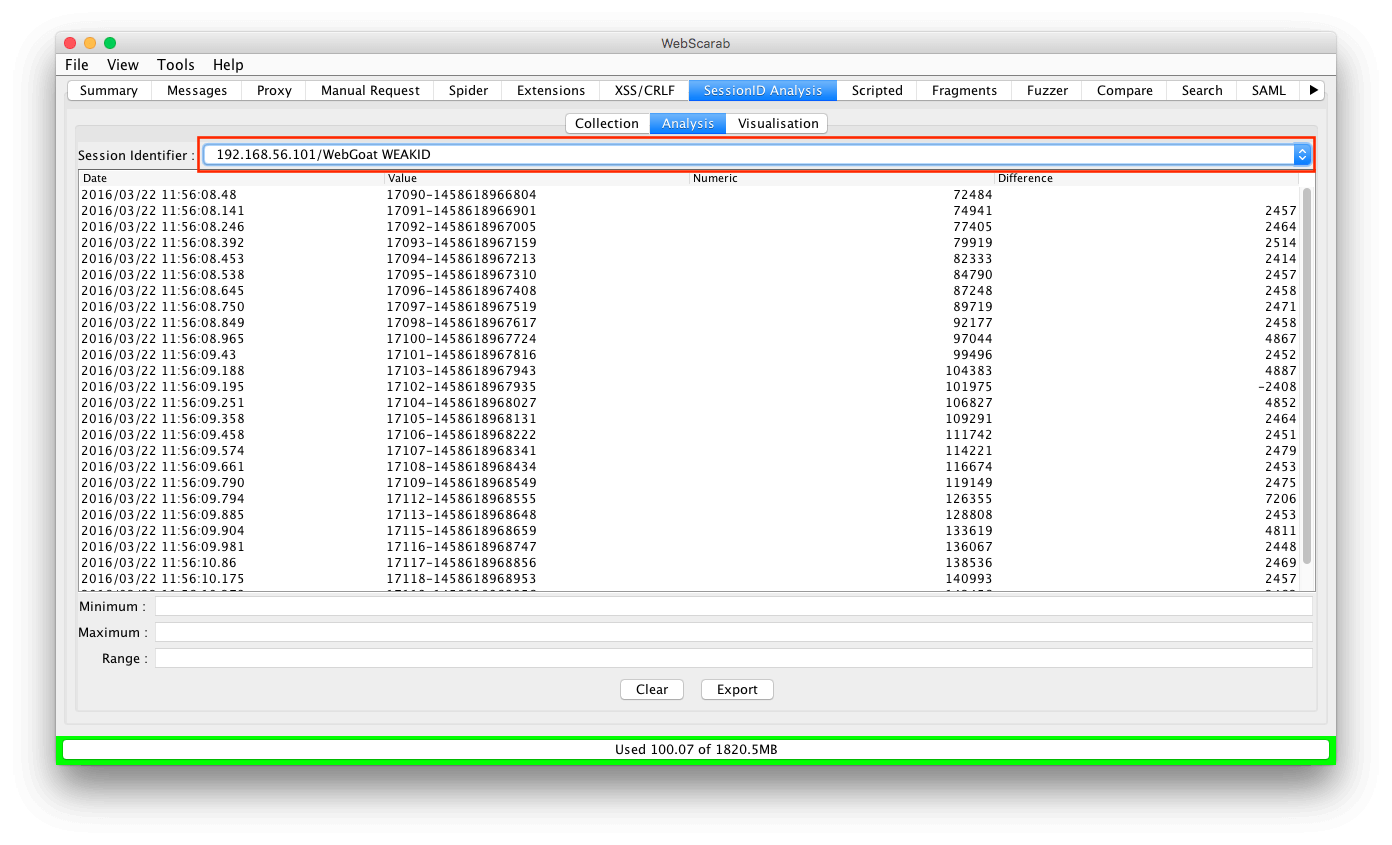 WebScarab
File View Tools Help
Summary Messages Proxy Manual Request Spider Extensions XSS/CRLF SessionID Analysis Scripted Fragments Fuzzer Compare Search SAML
Collection Analysis Visualisation
Session Identifier : 192.168.56.101/WebGoat WEAKID
Date Value Numeric Difference
2016/03/22 11:56:08.48 17090-1458618966804 72484
2016/03/22 11:56:08.141 17091-1458618966901 74941 2457
2016/03/22 11:56:08.246 17092-1458618967005 77405 2464
2016/03/22 11:56:08.392 17093-1458618967159 79919 2514
2016/03/22 11:56:08.453 17094-1458618967213 82333 2414
2016/03/22 11:56:08.538 17095-1458618967310 84790 2457
2016/03/22 11:56:08.645 17096-1458618967408 87248 2458
2016/03/22 11:56:08.750 17097-1458618967519 89719 2471
2016/03/22 11:56:08.849 17098-1458618967617 92177 2458
2016/03/22 11:56:08.965 17100-1458618967724 97044 4867
2016/03/22 11:56:09.43 17101-1458618967816 99496 2452
2016/03/22 11:56:09.188 17103-1458618967943 104383 4887
2016/03/22 11:56:09.195 17102-1458618967935 101975 -2408
2016/03/22 11:56:09.251 17104-1458618968027 106827 4852
2016/03/22 11:56:09.358 17105-1458618968131 109291 2464
2016/03/22 11:56:09.458 17106-1458618968222 111742 2451
2016/03/22 11:56:09.574 17107-1458618968341 114221 2479
2016/03/22 11:56:09.661 17108-1458618968434 116674 2453
2016/03/22 11:56:09.790 17109-1458618968549 119149 2475
2016/03/22 11:56:09.794 17112-1458618968555 126355 7206
2016/03/22 11:56:09.885 17113-1458618968648 128808 2453
2016/03/22 11:56:09.904 17115-1458618968659 133619 4811
2016/03/22 11:56:09.981 17116-1458618968747 136067 2448
2016/03/22 11:56:10.86 17117-1458618968856 138536 2469
2016/03/22 11:56:10.175 17118-1458618968953 140993 2457
Minimum :
Maximum :
Range :
Clear Export
Used 100.07 of 1820.5MB